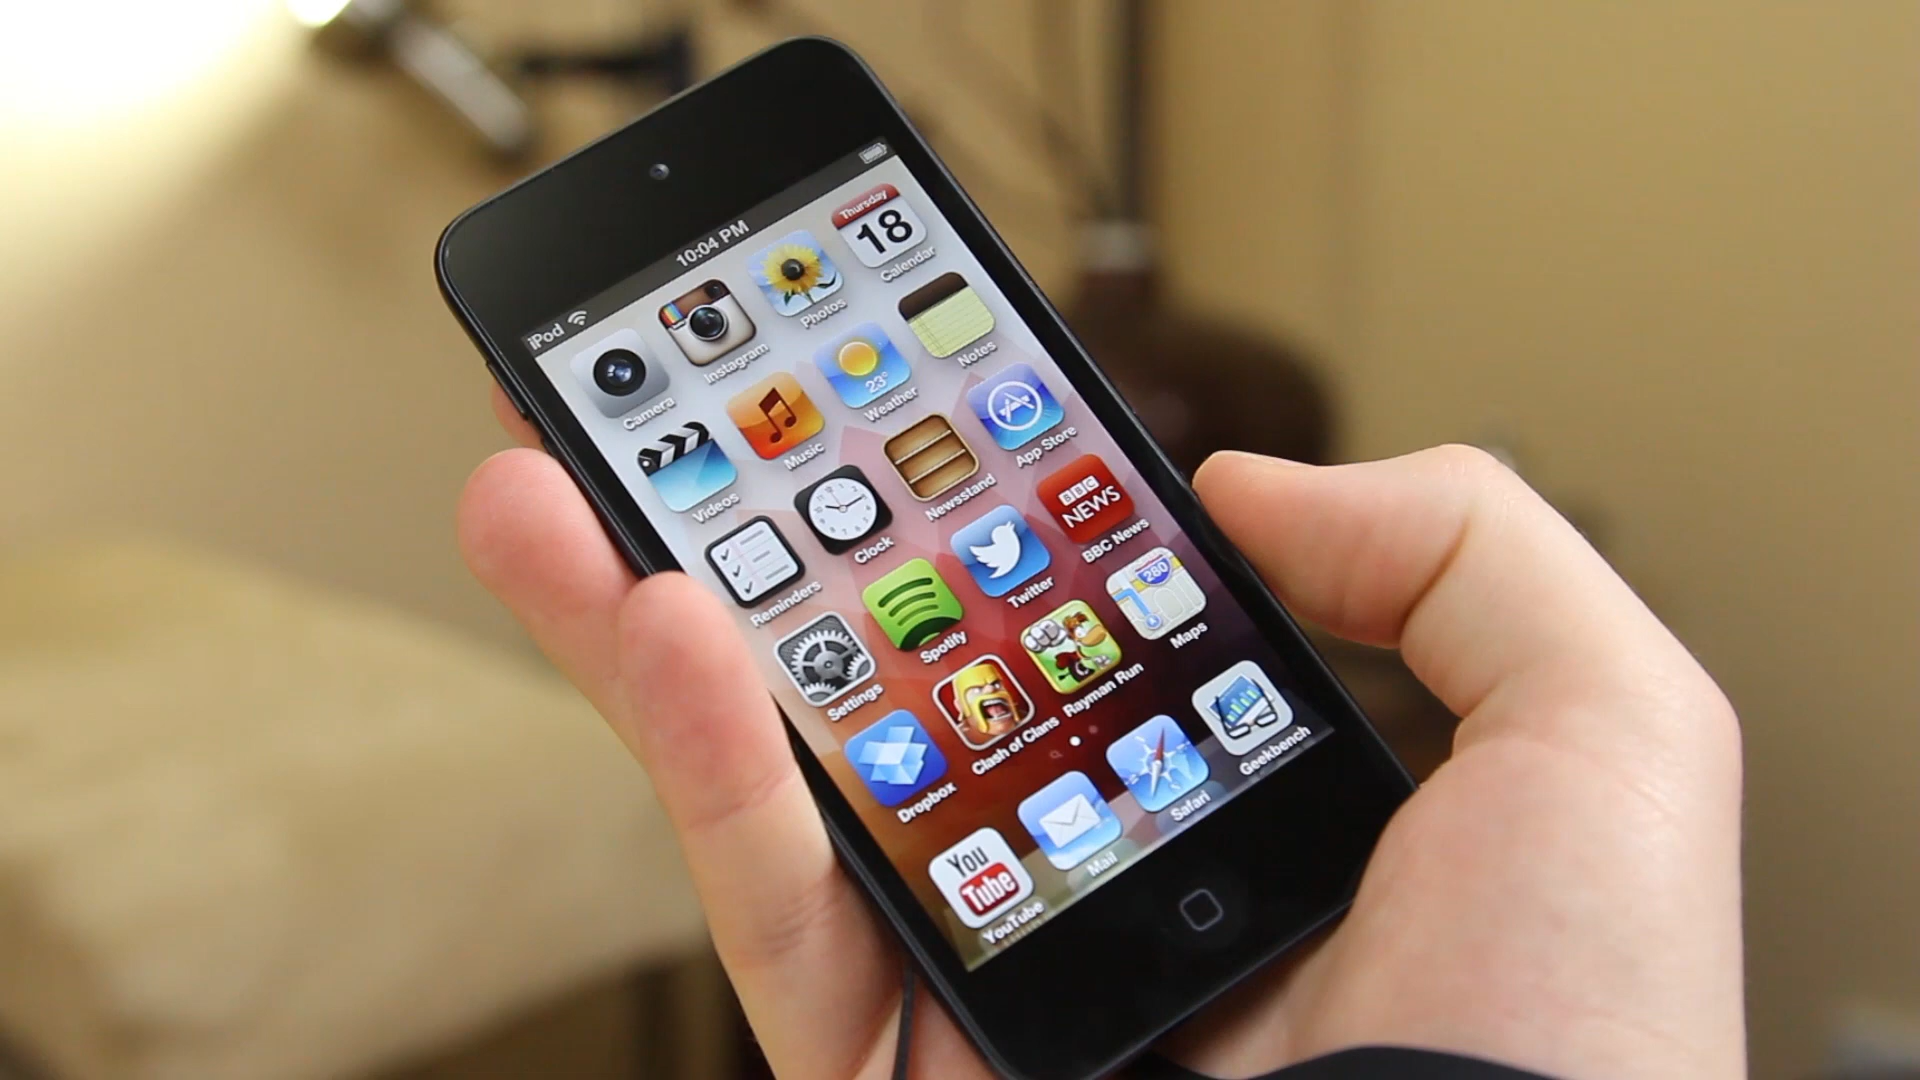 iPod
10:04 PM
Camera
Instagram
Photos
Thursday
18
Calendar
Videos
Music
23°
Weather
Notes
Reminders
Clock
Newsstand
App Store
Settings
Spotify
Twitter
BBC
NEWS
BBC News
Dropbox
Clash of Clans
Rayman Run
280
Maps
You
Tube
YouTube
Mail
Safari
Geekbench